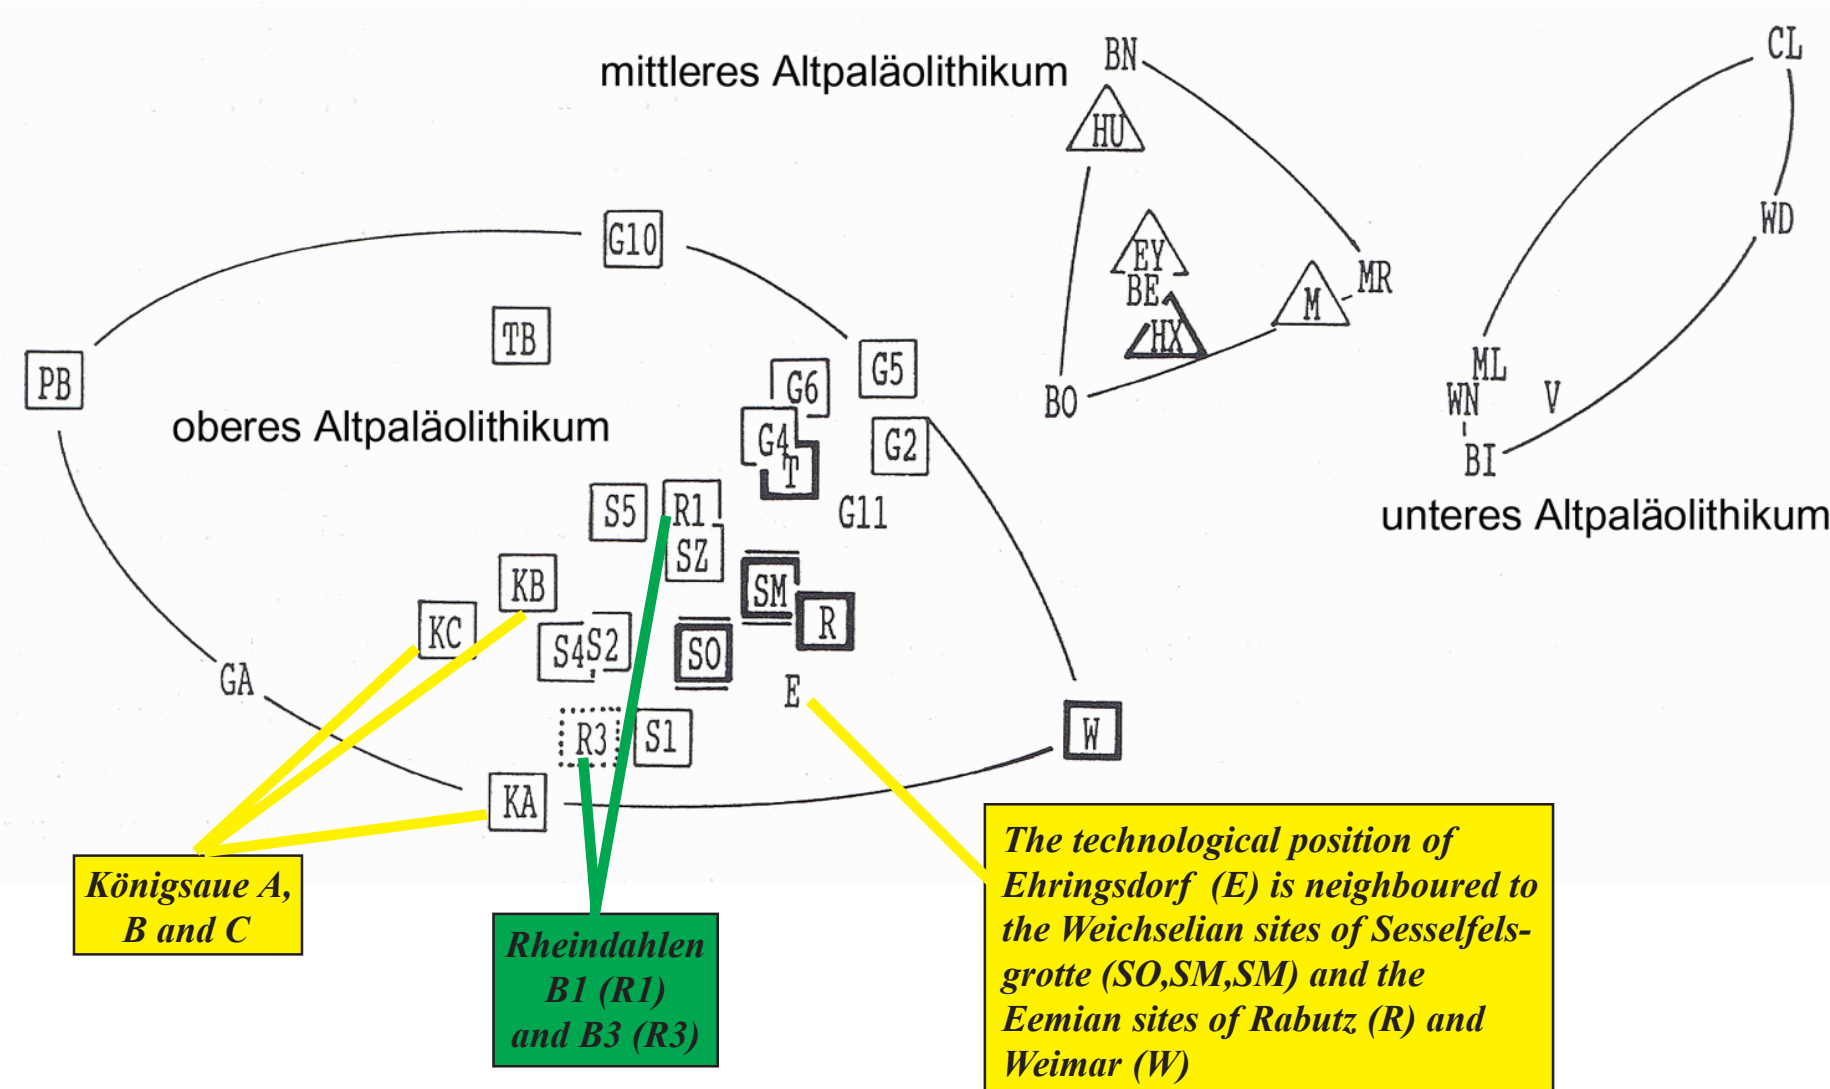 CL
BN
mittleres Altpaläolithikum
HU
WD
G10
EY
MR
BE
M
TB
HX
PB
G5
ML
G6
WN
V
BO
oberes Altpaläolithikum
G4
G2
T
BI
S5
R1
G11
unteres Altpaläolithikum
SZ
KB
SM
KC
R
S4
S2
SO
GA
E
R3
S1
W
KA
Königsaue A,
B and C
Rheindahlen
B1 (R1)
and B3 (R3)
The technological position of
Ehringsdorf (E) is neighboured to
the Weichselian sites of Sesselfels-
grotte (SO,SM,SM) and the
Eemian sites of Rabutz (R) and
Weimar (W)